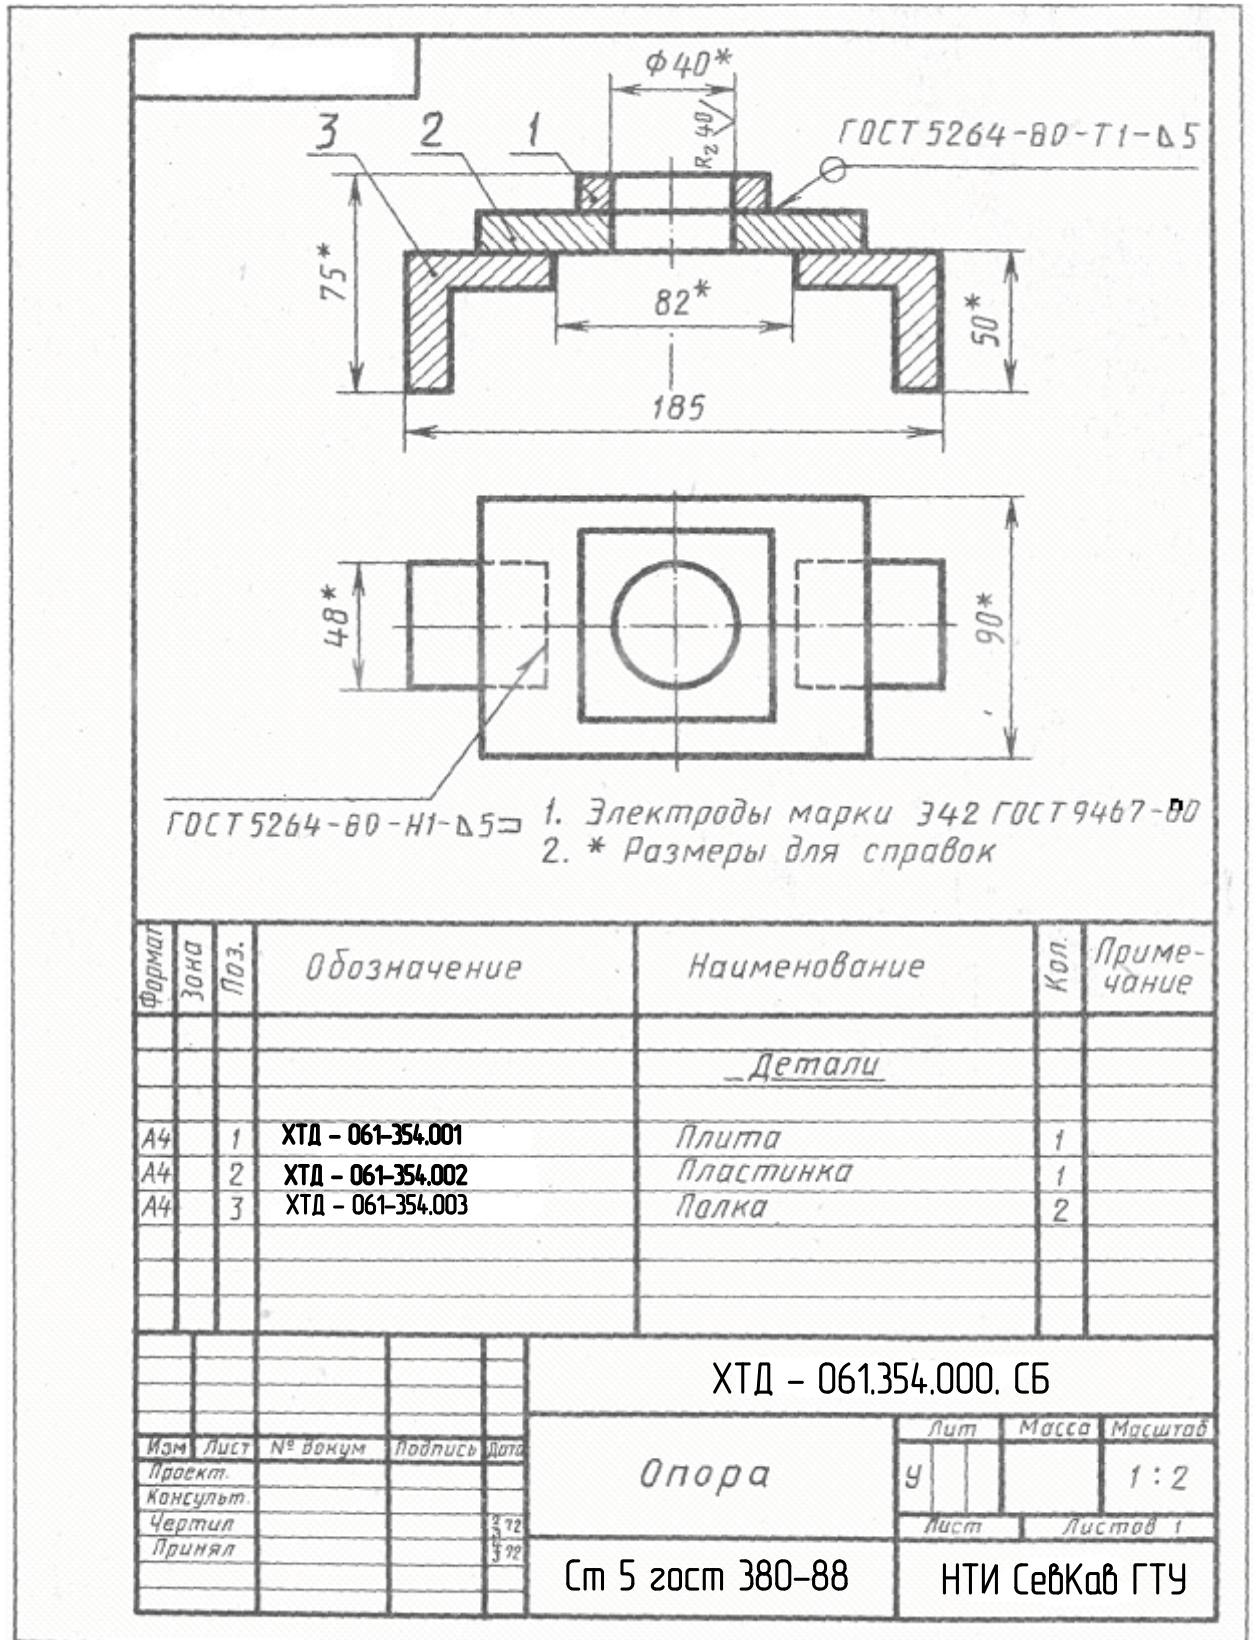 ⌀40*
Rz 40
3 2 1
ГОСТ 5264-80-Т1-⊿5
75*
82*
50*
185
48*
90*
ГОСТ 5264-80-Н1-⊿5⊐
1. Электроды марки Э42 ГОСТ 9467-80
2. * Размеры для справок
Формат Зона Поз. Обозначение Наименование Кол. Приме-
чание
Детали
А4 1 ХТД - 061-354.001 Плита 1
А4 2 ХТД - 061-354.002 Пластинка 1
А4 3 ХТД - 061-354.003 Полка 2
ХТД - 061.354.000. СБ
Изм Лист № докум Подпись Дата
Проект.
Консульт.
Чертил
Принял
Опора
Лит Масса Масштаб
У 1 : 2
Лист Листов 1
Ст 5 гост 380-88
НТИ СевКав ГТУ